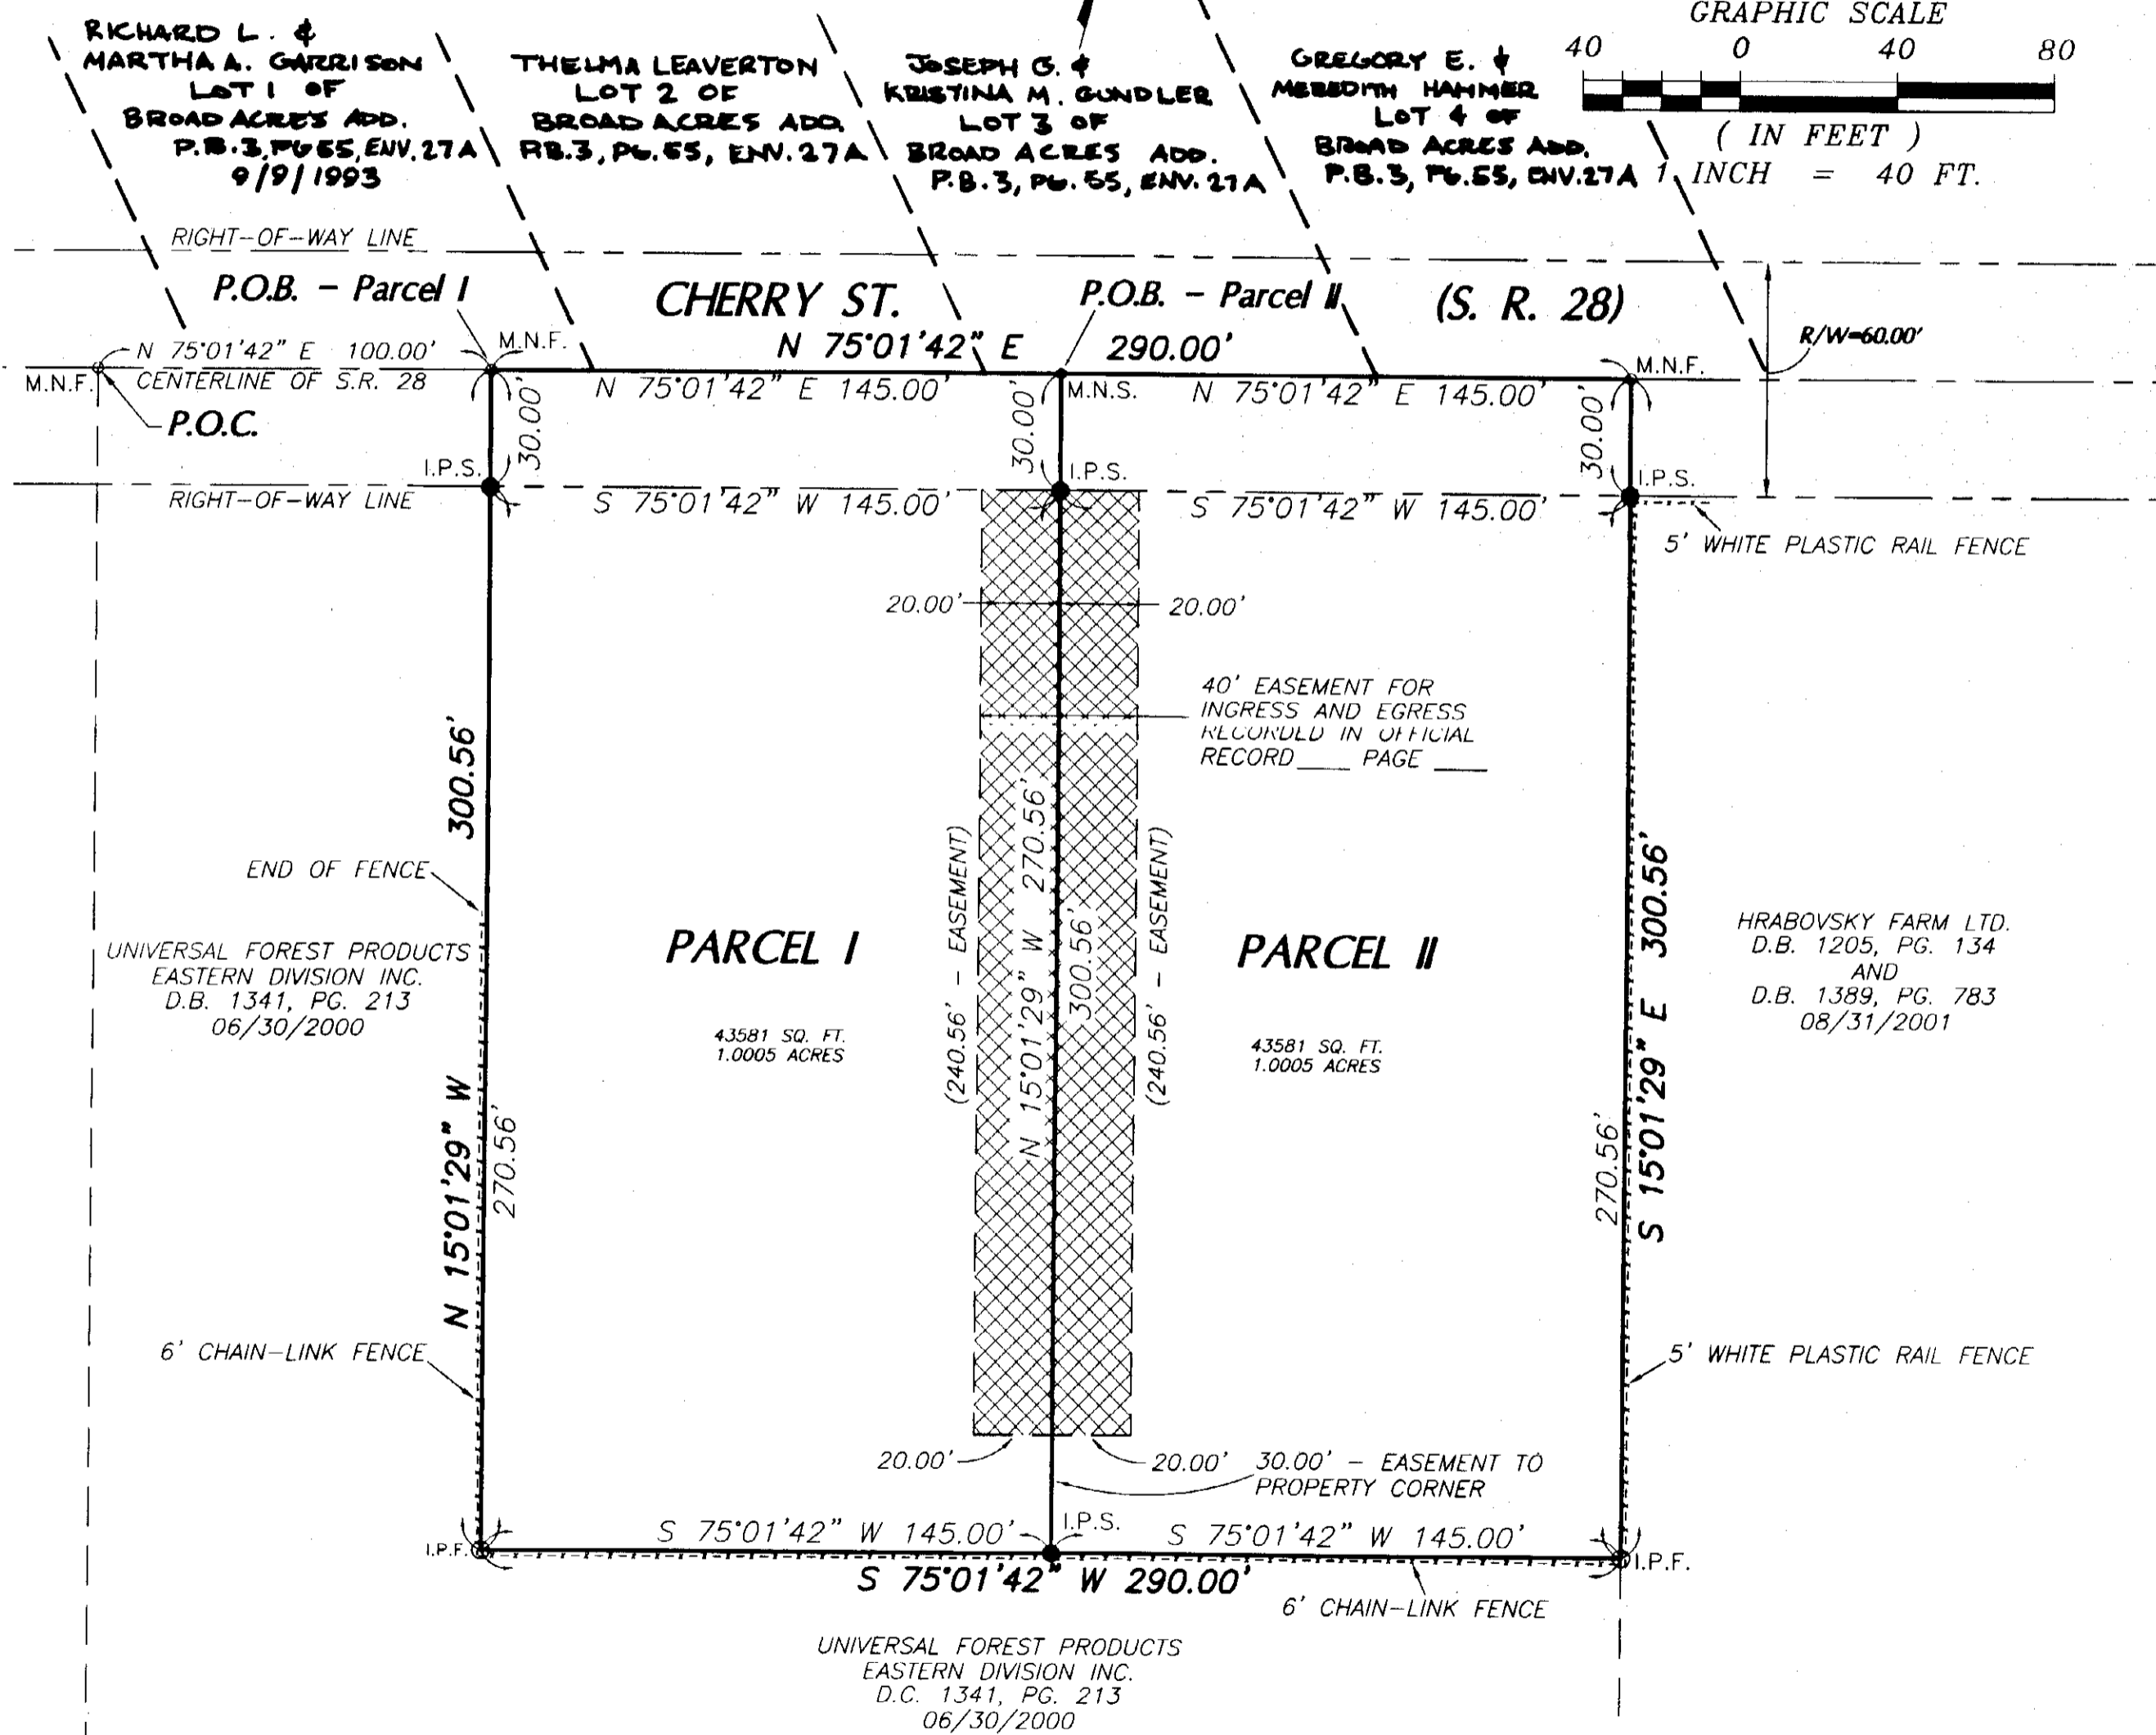 RICHARD L. &
MARTHA A. GARRISON
LOT 1 OF
BROAD ACRES ADD.
P.B. 3, PG 55, ENV. 27A
9/9/1993
THELMA LEAVERTON
LOT 2 OF
BROAD ACRES ADD.
P.B. 3, PG. 55, ENV. 27A
JOSEPH G. &
KRISTINA M. GUNDLER
LOT 3 OF
BROAD ACRES ADD.
P.B. 3, PG. 55, ENV. 27A
GREGORY E. &
MEREDITH HAMMER
LOT 4 OF
BROAD ACRES ADD.
P.B. 3, PG. 55, ENV. 27A
GRAPHIC SCALE
40 0 40 80
( IN FEET )
1 INCH = 40 FT.
RIGHT-OF-WAY LINE
P.O.B. - Parcel I
CHERRY ST.
P.O.B. - Parcel II
(S. R. 28)
R/W=60.00'
N 75°01'42" E 100.00'
M.N.F.
N 75°01'42" E 290.00'
M.N.F.
M.N.F.
CENTERLINE OF S.R. 28
N 75°01'42" E 145.00'
M.N.S.
N 75°01'42" E 145.00'
P.O.C.
30.00'
30.00'
30.00'
I.P.S.
I.P.S.
I.P.S.
RIGHT-OF-WAY LINE
S 75°01'42" W 145.00'
S 75°01'42" W 145.00'
5' WHITE PLASTIC RAIL FENCE
20.00'
20.00'
40' EASEMENT FOR
INGRESS AND EGRESS
RECORDED IN OFFICIAL
RECORD ____ PAGE ____
N 15°01'29" W 300.56'
270.56'
END OF FENCE
UNIVERSAL FOREST PRODUCTS
EASTERN DIVISION INC.
D.B. 1341, PG. 213
06/30/2000
PARCEL I
43581 SQ. FT.
1.0005 ACRES
(240.56' - EASEMENT)
N 15°01'29" W 270.56'
300.56'
(240.56' - EASEMENT)
PARCEL II
43581 SQ. FT.
1.0005 ACRES
270.56'
S 15°01'29" E 300.56'
HRABOVSKY FARM LTD.
D.B. 1205, PG. 134
AND
D.B. 1389, PG. 783
08/31/2001
6' CHAIN-LINK FENCE
5' WHITE PLASTIC RAIL FENCE
20.00'
20.00'
30.00' - EASEMENT TO
PROPERTY CORNER
I.P.F.
S 75°01'42" W 145.00'
I.P.S.
S 75°01'42" W 145.00'
I.P.F.
S 75°01'42" W 290.00'
6' CHAIN-LINK FENCE
UNIVERSAL FOREST PRODUCTS
EASTERN DIVISION INC.
D.C. 1341, PG. 213
06/30/2000